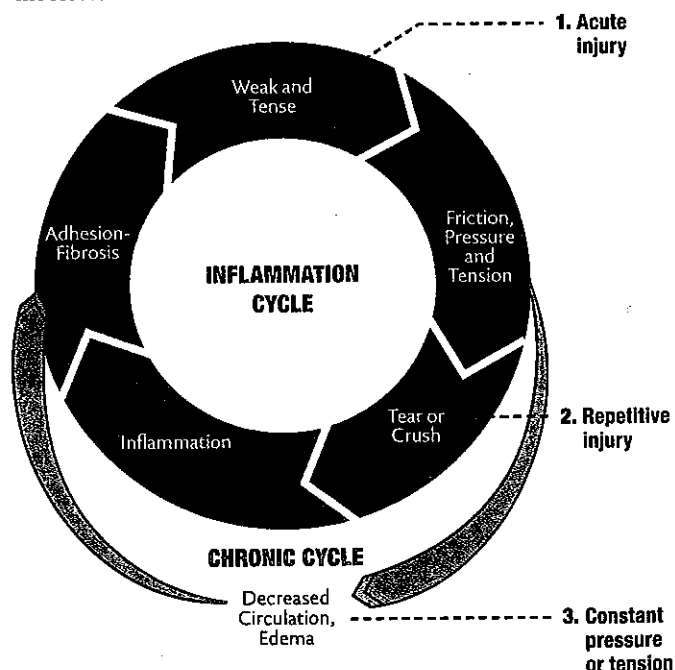 1. Acute
injury
Weak and
Tense
Friction,
Pressure
and
Tension
Adhesion-
Fibrosis
INFLAMMATION
CYCLE
Tear or
Crush
2. Repetitive
injury
Inflammation
CHRONIC CYCLE
Decreased
Circulation,
Edema
3. Constant
pressure
or tension